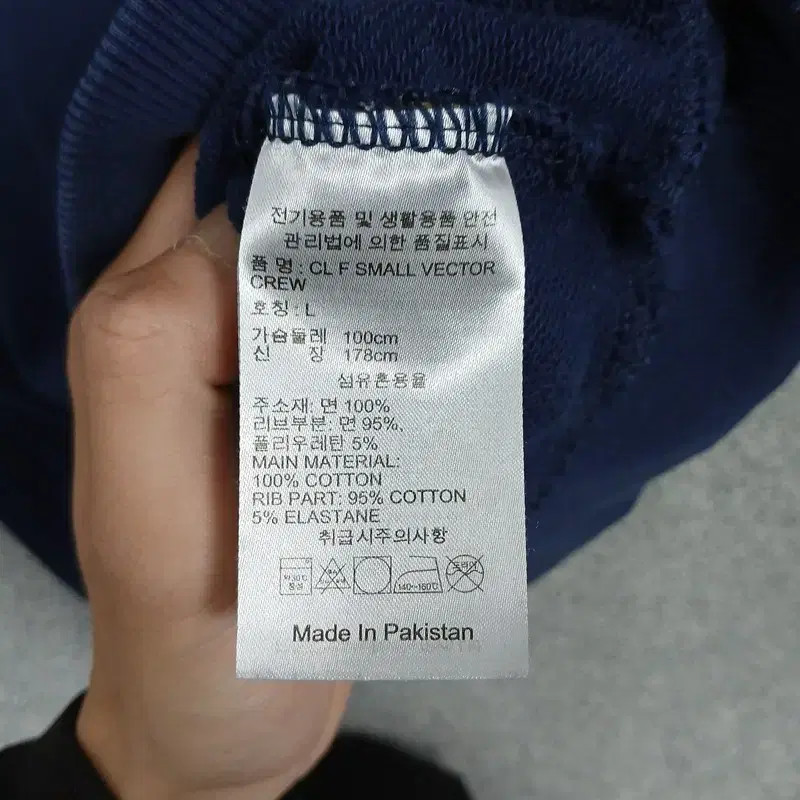 전기용품 및 생활용품 안전
관리법에 의한 품질표시
품 명 : CL F SMALL VECTOR
CREW
호칭 : L
가슴둘레 100cm
신 장 178cm
섬유혼용율
주소재: 면 100%
리브부분: 면 95%,
폴리우레탄 5%
MAIN MATERIAL:
100% COTTON
RIB PART: 95% COTTON
5% ELASTANE
취급시주의사항
140~160℃
Made In Pakistan